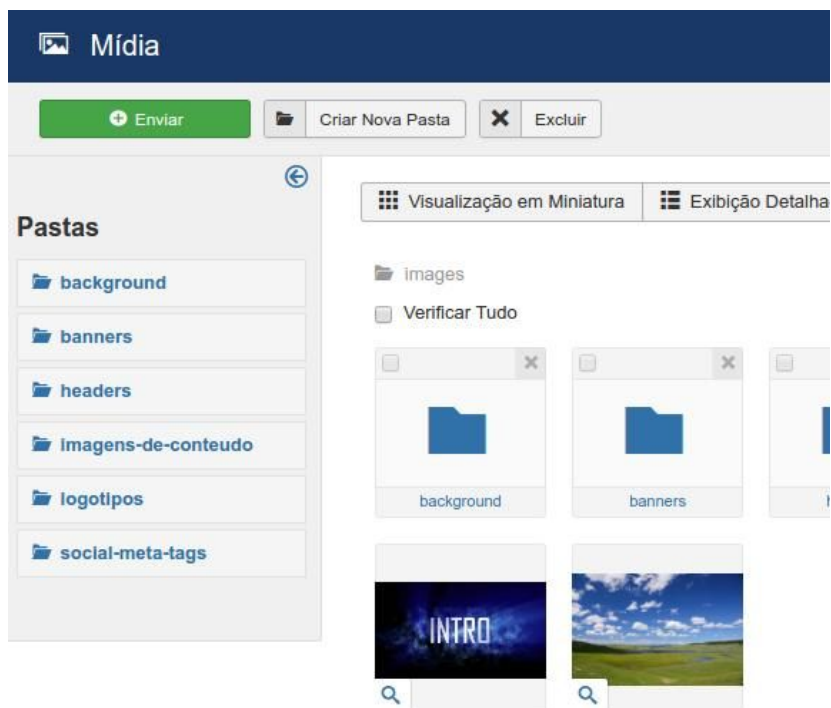 Mídia
Enviar
Criar Nova Pasta
Excluir
Visualização em Miniatura
Exibição
Pastas
background
banners
headers
imagens-de-conteudo
logotipos
social-meta-tags
images
Verificar Tudo
background
banners
INTRO